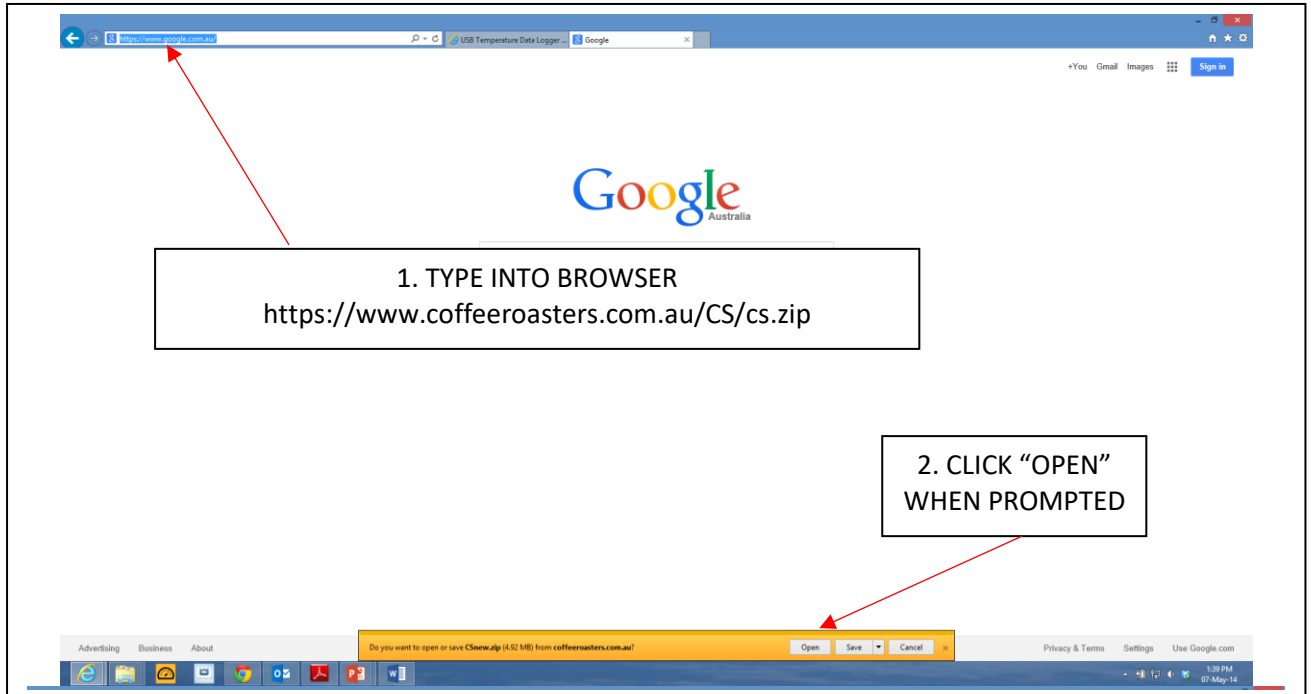 https://www.google.com.au/
USB Temperature Data Logger ...
Google
+You Gmail Images Sign in
Google
Australia
1. TYPE INTO BROWSER
https://www.coffeeroasters.com.au/CS/cs.zip
2. CLICK “OPEN”
WHEN PROMPTED
Do you want to open or save CSnew.zip (4.92 MB) from coffeeroasters.com.au?
Open Save Cancel
Advertising Business About
Privacy & Terms Settings Use Google.com
1:39 PM
07-May-14